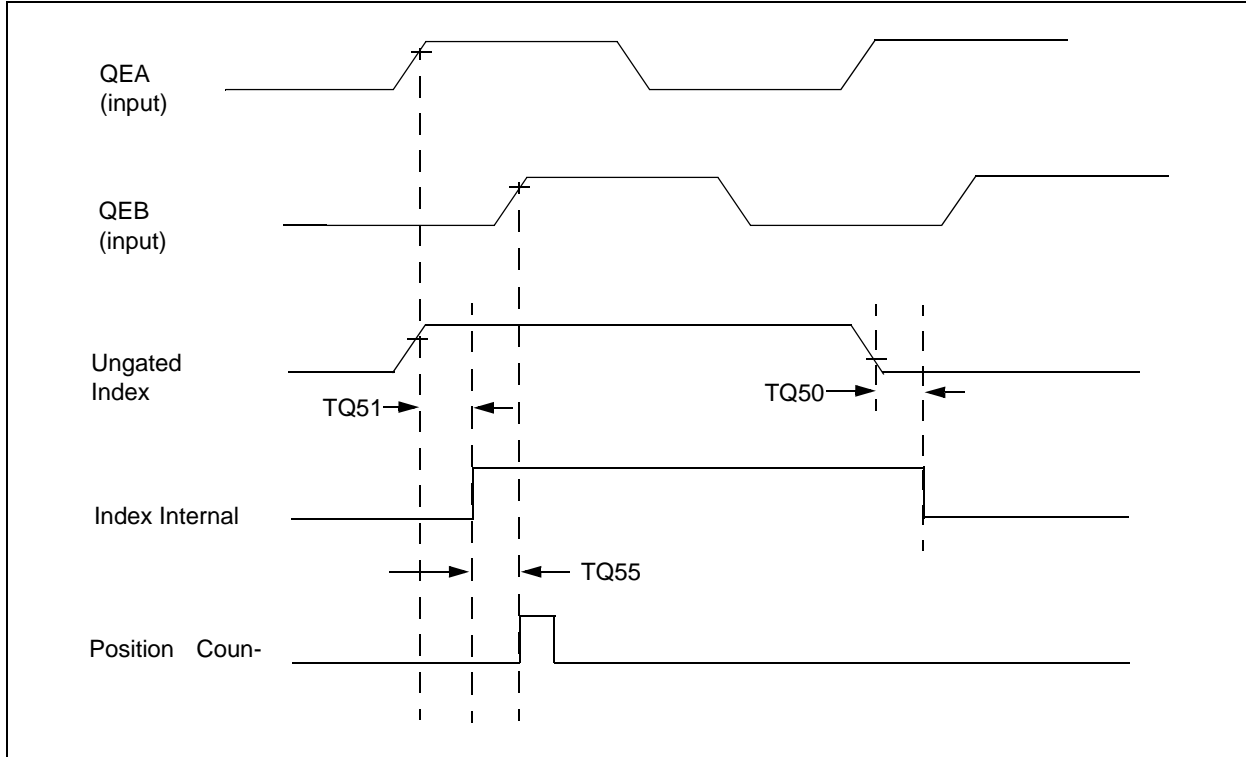 QEA
(input)
QEB
(input)
Ungated
Index
TQ51
TQ50
Index Internal
TQ55
Position Coun-